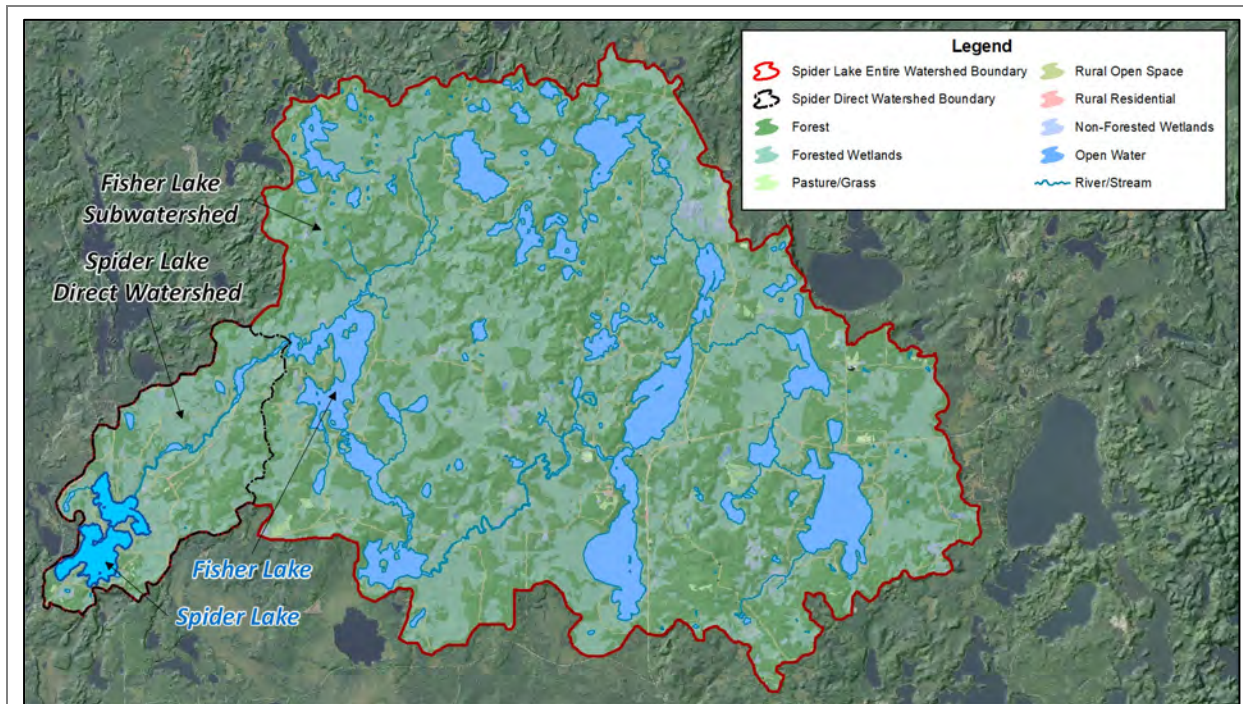 Legend
Spider Lake Entire Watershed Boundary
Spider Direct Watershed Boundary
Forest
Forested Wetlands
Pasture/Grass
Rural Open Space
Rural Residential
Non-Forested Wetlands
Open Water
River/Stream
Fisher Lake
Subwatershed
Spider Lake
Direct Watershed
Fisher Lake
Spider Lake